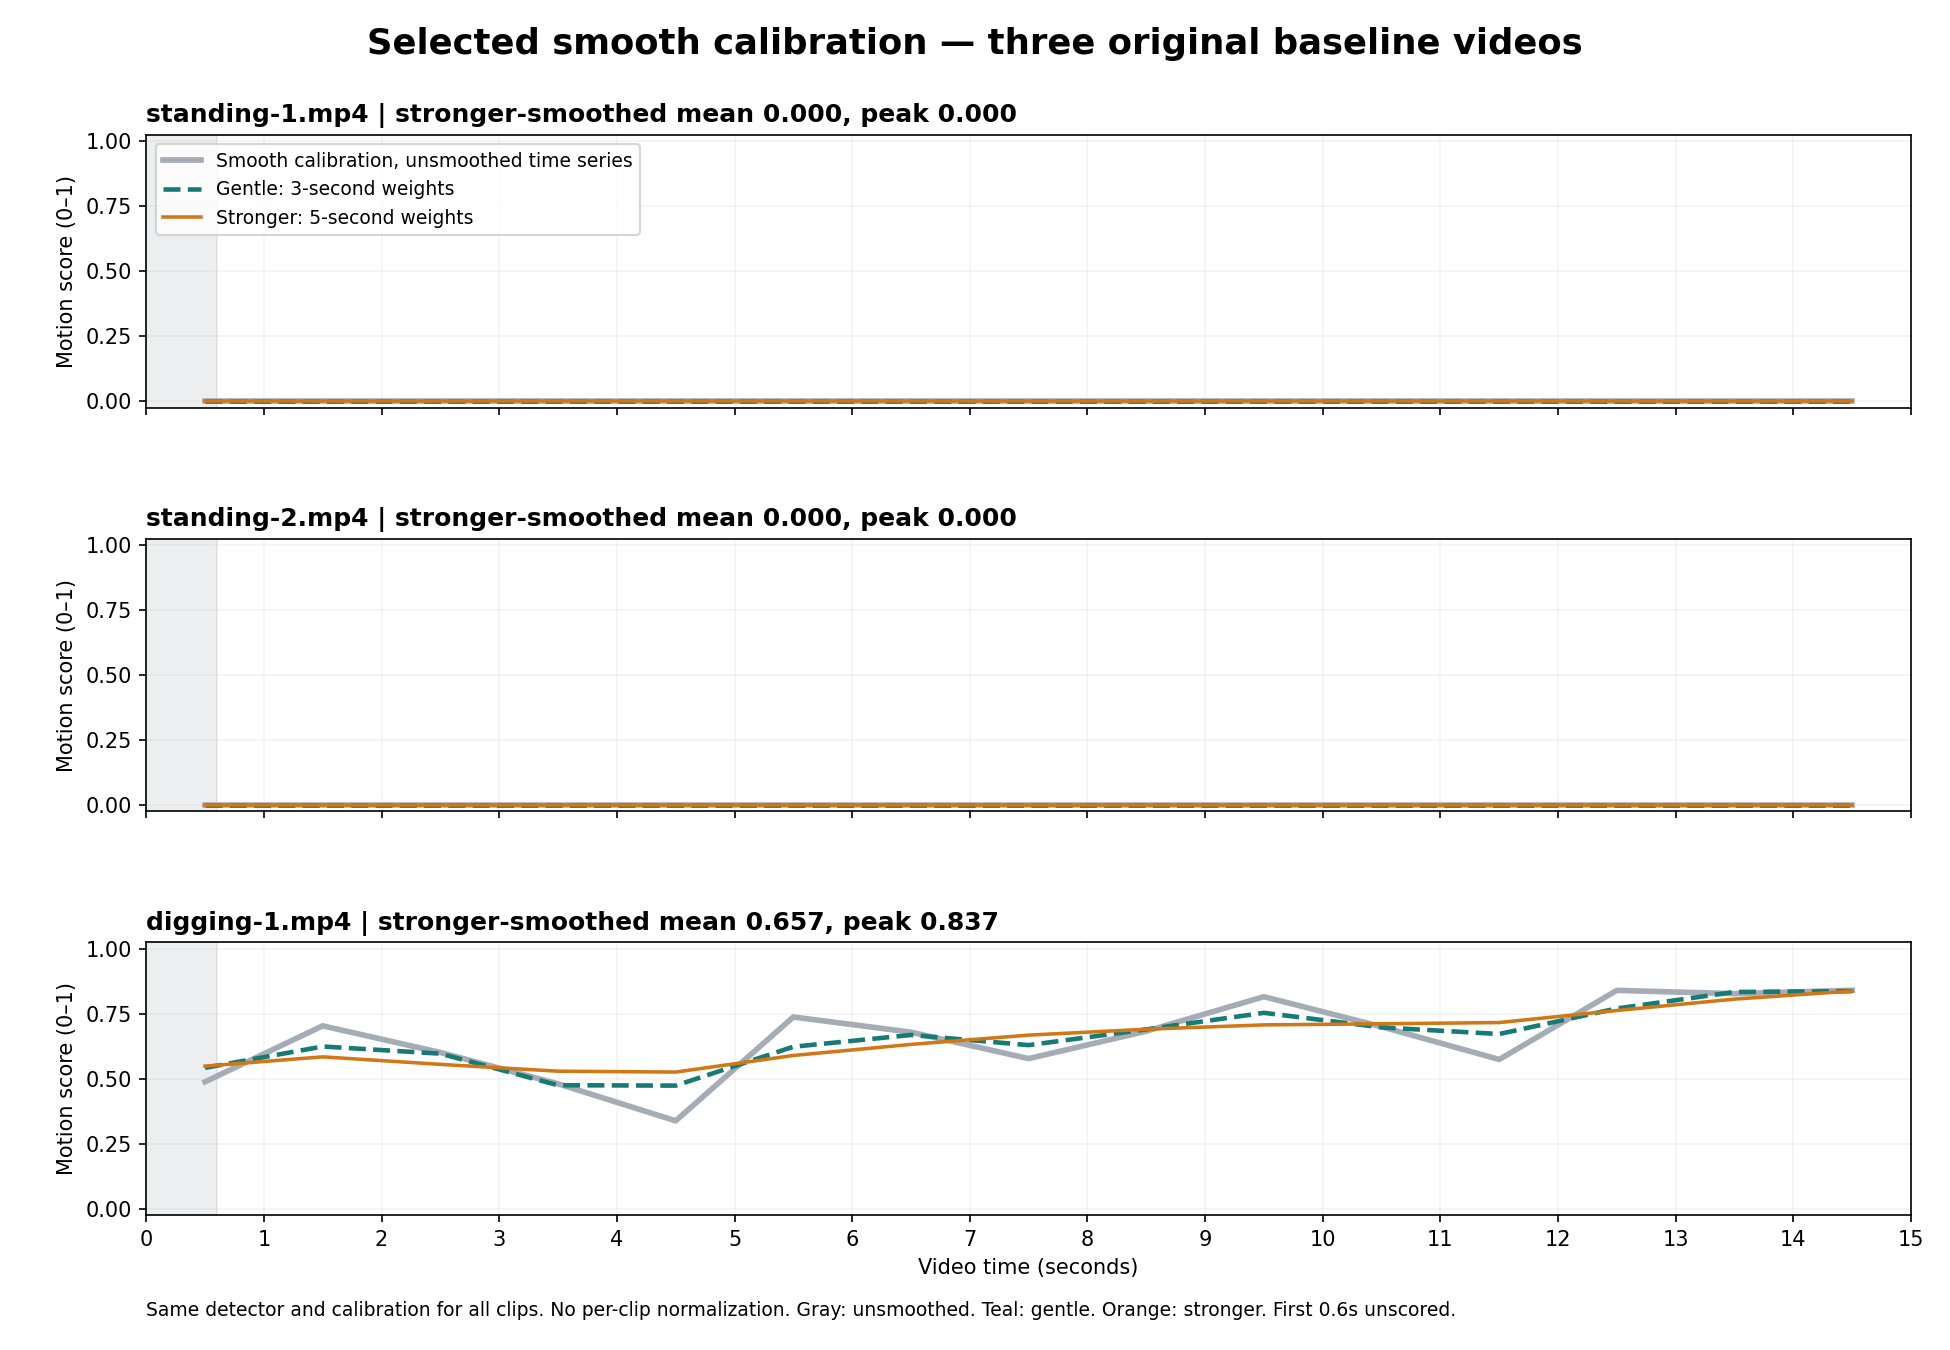 Selected smooth calibration — three original baseline videos
standing-1.mp4 | stronger-smoothed mean 0.000, peak 0.000
Motion score (0–1)
1.00
0.75
0.50
0.25
0.00
Smooth calibration, unsmoothed time series
Gentle: 3-second weights
Stronger: 5-second weights
standing-2.mp4 | stronger-smoothed mean 0.000, peak 0.000
Motion score (0–1)
1.00
0.75
0.50
0.25
0.00
digging-1.mp4 | stronger-smoothed mean 0.657, peak 0.837
Motion score (0–1)
1.00
0.75
0.50
0.25
0.00
0 1 2 3 4 5 6 7 8 9 10 11 12 13 14 15
Video time (seconds)
Same detector and calibration for all clips. No per-clip normalization. Gray: unsmoothed. Teal: gentle. Orange: stronger. First 0.6s unscored.